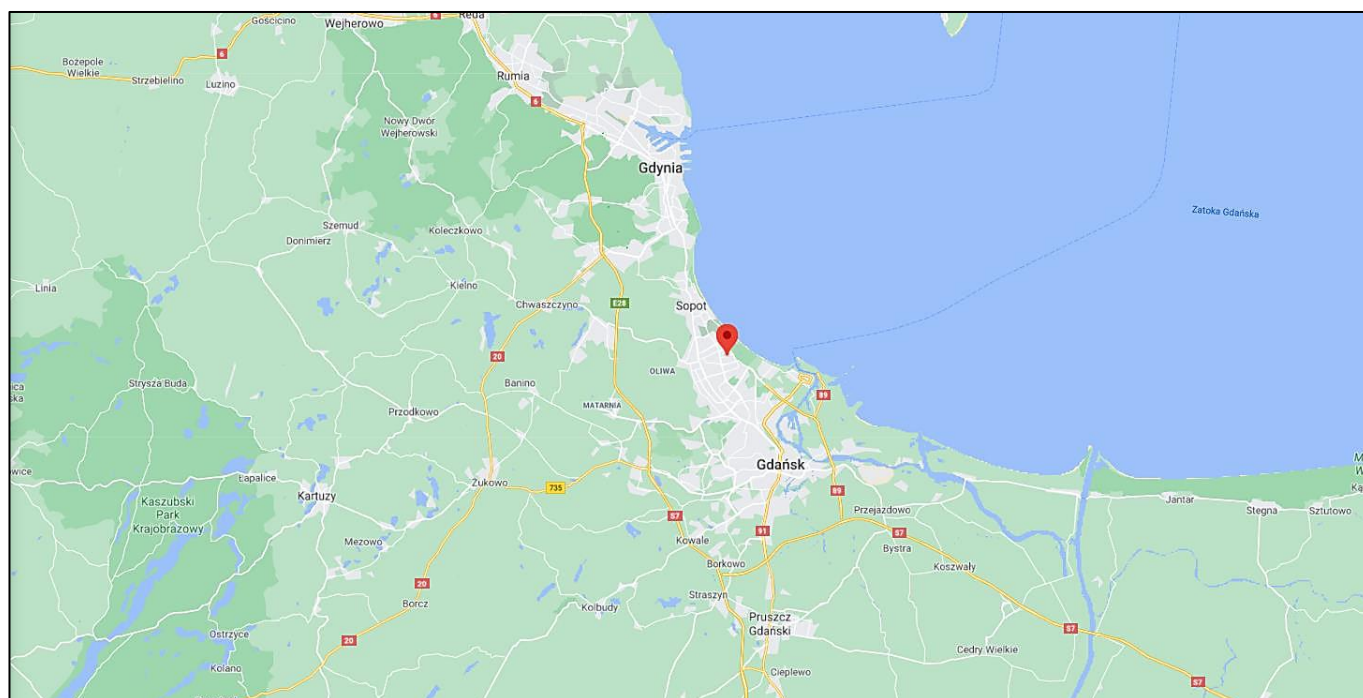 Gościcino
6
Wejherowo
Reda
6
Bożepole
Wielkie
Strzebielino
Luzino
Rumia
6
Nowy Dwór
Wejherowski
Gdynia
Zatoka Gdańska
Szemud
Donimierz
Koleczkowo
Kielno
Linia
Chwaszczyno
E28
Sopot
20
OLIWA
Strysza Buda
Banino
MATARNIA
Przodkowo
89
Gdańsk
Łapalice
Kartuzy
Żukowo
735
89
Kaszubski
Park
Krajobrazowy
Jantar
Stegna
Sztutowo
Przejazdowo
S7
91
S7
Mezowo
Kowale
Bystra
Borkowo
Koszwały
20
Borcz
Kolbudy
Straszyn
Pruszcz
Gdański
Ostrzyce
20
S7
Kolano
Cedry Wielkie
Cieplewo
S7